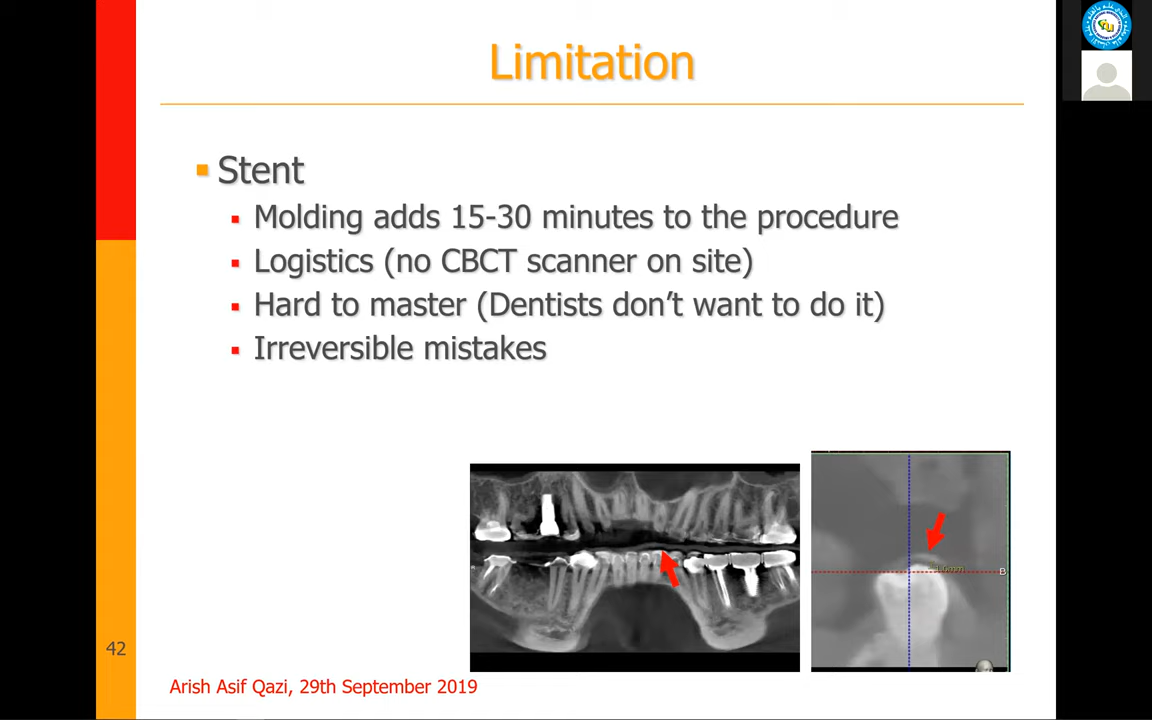 Limitation
Stent
Molding adds 15-30 minutes to the procedure
Logistics (no CBCT scanner on site)
Hard to master (Dentists don't want to do it)
Irreversible mistakes
B
42
Arish Asif Qazi, 29th September 2019